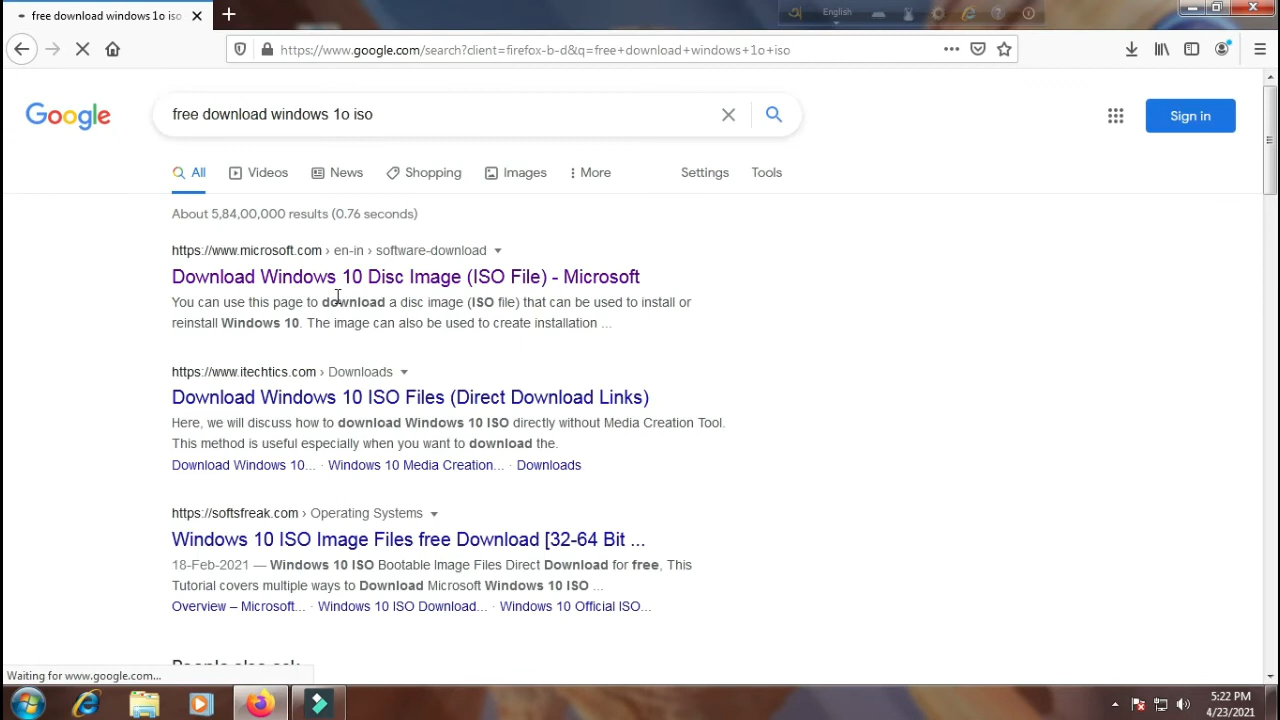 free download windows 1o iso
English
https://www.google.com/search?client=firefox-b-d&q=free+download+windows+1o+iso
Google
free download windows 1o iso
Sign in
All
Videos
News
Shopping
Images
More
Settings
Tools
About 5,84,00,000 results (0.76 seconds)
https://www.microsoft.com › en-in › software-download
Download Windows 10 Disc Image (ISO File) - Microsoft
You can use this page to download a disc image (ISO file) that can be used to install or
reinstall Windows 10. The image can also be used to create installation ...
https://www.itechtics.com › Downloads
Download Windows 10 ISO Files (Direct Download Links)
Here, we will discuss how to download Windows 10 ISO directly without Media Creation Tool.
This method is useful especially when you want to download the.
Download Windows 10... · Windows 10 Media Creation... · Downloads
https://softsfreak.com › Operating Systems
Windows 10 ISO Image Files free Download [32-64 Bit ...
18-Feb-2021 — Windows 10 ISO Bootable Image Files Direct Download for free, This
Tutorial covers multiple ways to Download Microsoft Windows 10 ISO ...
Overview – Microsoft... · Windows 10 ISO Download... · Windows 10 Official ISO...
People also ask
Waiting for www.google.com...
5:22 PM
4/23/2021